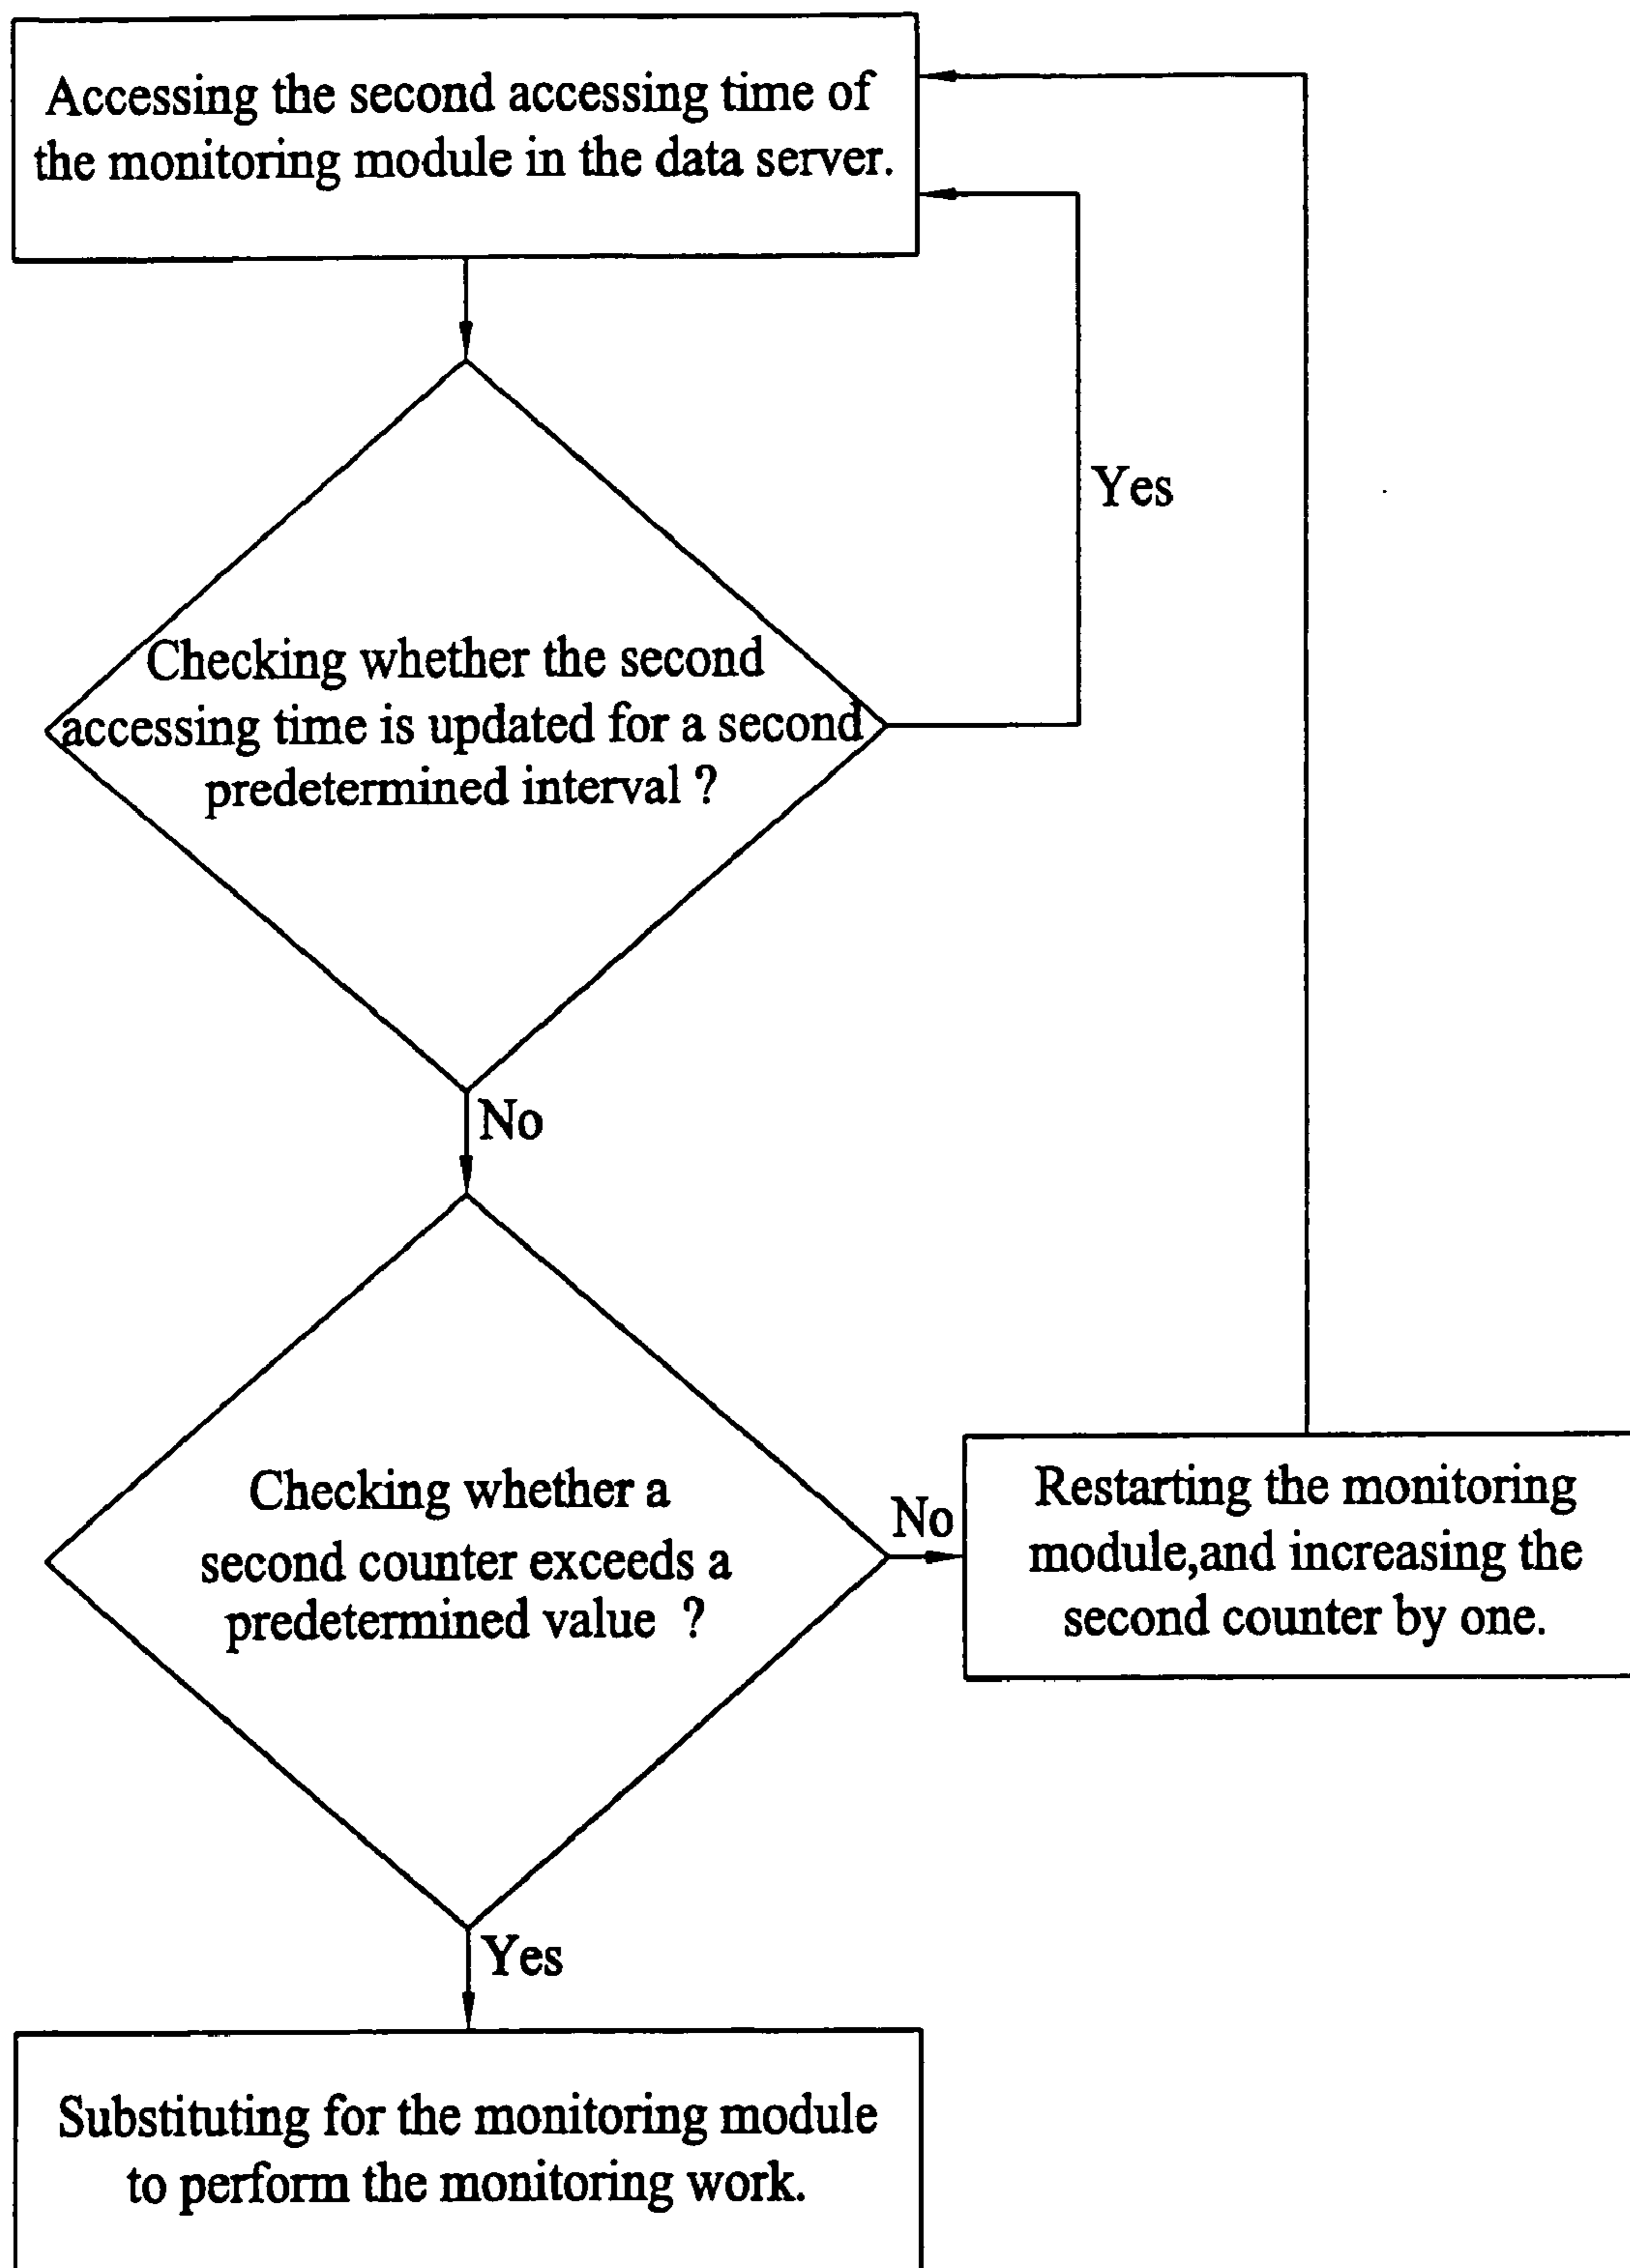 Accessing the second accessing time of
the monitoring module in the data server.
Yes
Checking whether the second
accessing time is updated for a second
predetermined interval ?
No
Checking whether a
second counter exceeds a
predetermined value ?
No
Restarting the monitoring
module,and increasing the
second counter by one.
Yes
Substituting for the monitoring module
to perform the monitoring work.